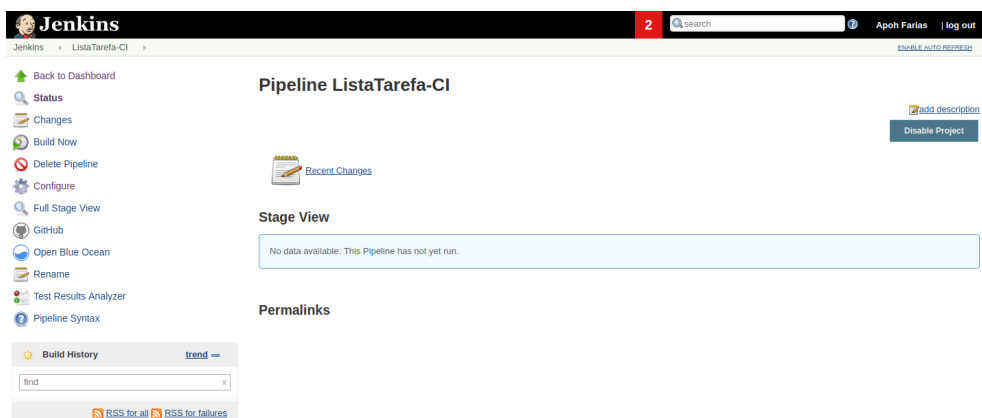 Jenkins
2
search
Apoh Farias | log out
Jenkins ListaTarefa-CI
ENABLE AUTO REFRESH
Back to Dashboard
Status
Changes
Build Now
Delete Pipeline
Configure
Full Stage View
GitHub
Open Blue Ocean
Rename
Test Results Analyzer
Pipeline Syntax
Build History trend
find x
RSS for all RSS for failures
Pipeline ListaTarefa-CI
add description
Disable Project
Recent Changes
Stage View
No data available. This Pipeline has not yet run.
Permalinks